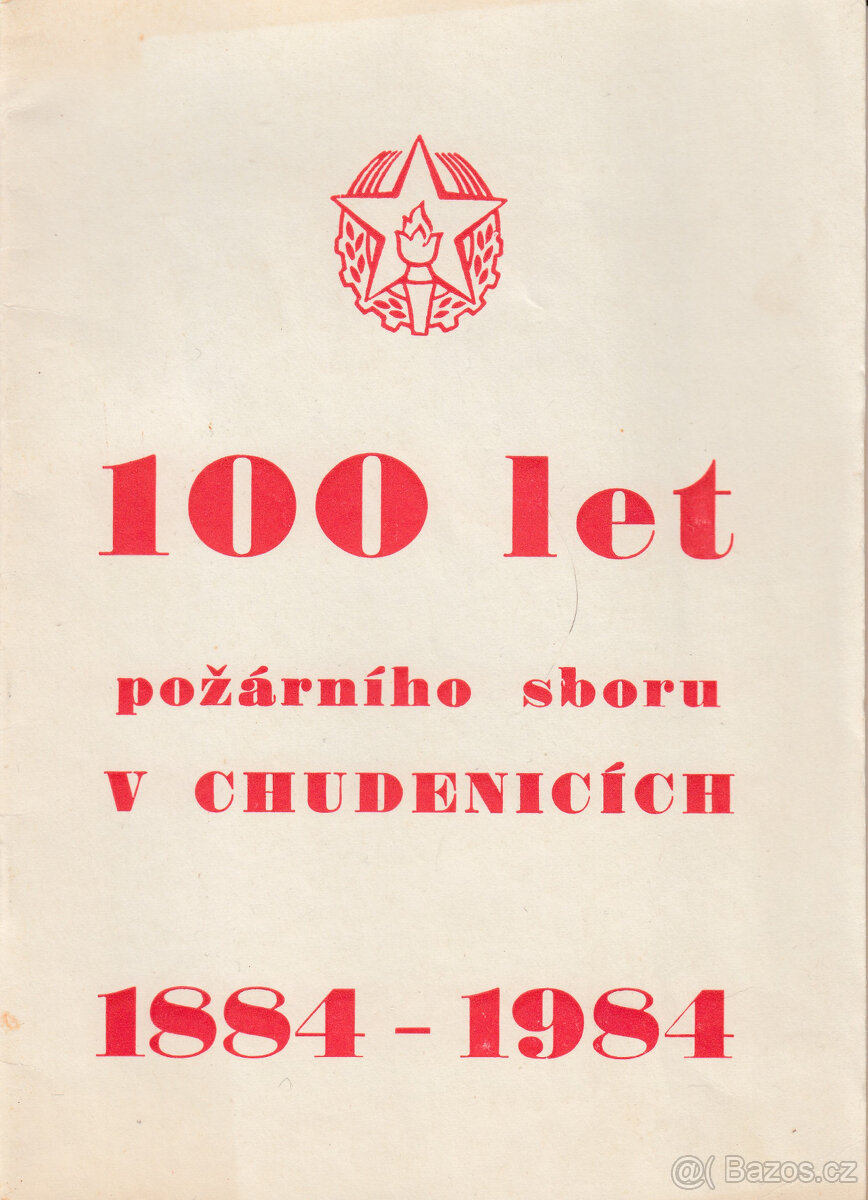 100 let
požárního sboru
V CHUDENICÍCH
1884 – 1984
@( Bazos.cz